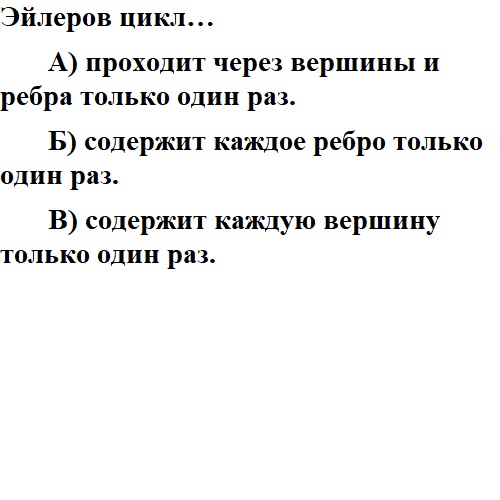 Эйлеров цикл…
А) проходит через вершины и
ребра только один раз.
Б) содержит каждое ребро только
один раз.
В) содержит каждую вершину
только один раз.